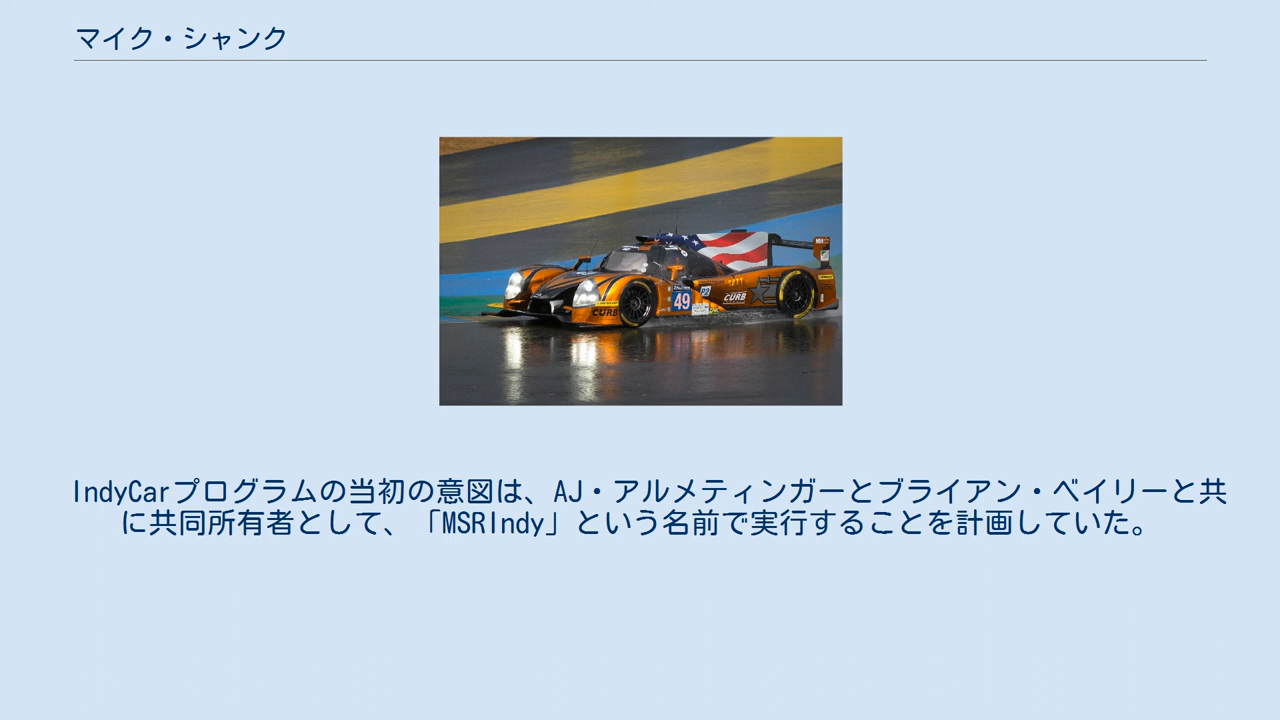 マイク・シャンク
49
P2
CURB
CURB
IndyCarプログラムの当初の意図は、AJ・アルメティンガーとブライアン・ベイリーと共
に共同所有者として、「MSRIndy」という名前で実行することを計画していた。